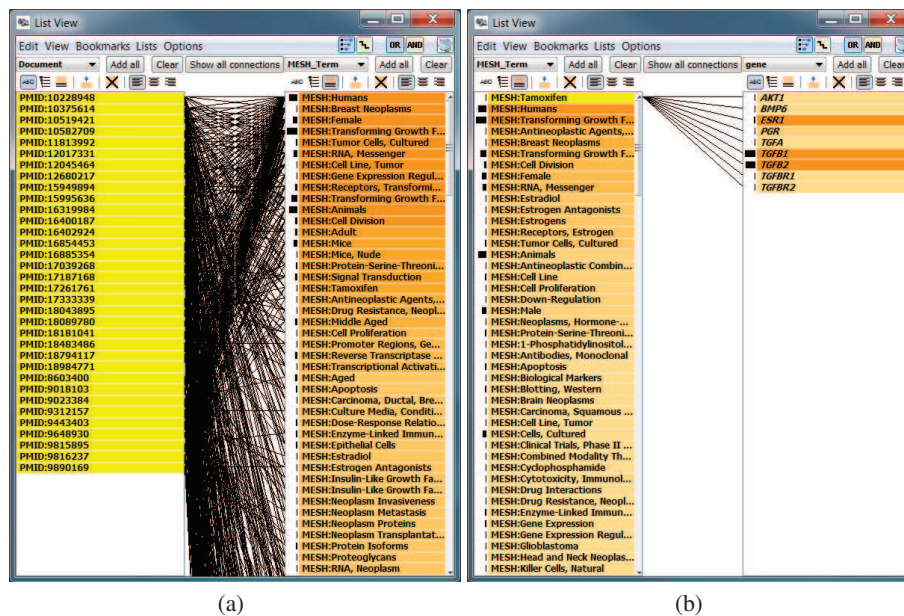 List View
Edit View Bookmarks Lists Options
OR AND
Document Add all Clear Show all connections MESH_Term Add all Clear
ABC ABC
PMID:10228948
PMID:10375614
PMID:10519421
PMID:10582709
PMID:11813992
PMID:12017331
PMID:12045464
PMID:12680217
PMID:15949894
PMID:15995636
PMID:16319984
PMID:16400187
PMID:16402924
PMID:16854453
PMID:16885354
PMID:17039268
PMID:17187168
PMID:17261761
PMID:17333339
PMID:18043895
PMID:18089780
PMID:18181041
PMID:18483486
PMID:18794117
PMID:18984771
PMID:8603400
PMID:9018103
PMID:9023384
PMID:9312157
PMID:9443403
PMID:9648930
PMID:9815895
PMID:9816237
PMID:9890169
MESH:Humans
MESH:Breast Neoplasms
MESH:Female
MESH:Transforming Growth F...
MESH:Tumor Cells, Cultured
MESH:RNA, Messenger
MESH:Cell Line, Tumor
MESH:Gene Expression Regul...
MESH:Receptors, Transformi...
MESH:Transforming Growth F...
MESH:Animals
MESH:Cell Division
MESH:Adult
MESH:Mice
MESH:Mice, Nude
MESH:Protein-Serine-Threoni...
MESH:Signal Transduction
MESH:Tamoxifen
MESH:Antineoplastic Agents,...
MESH:Drug Resistance, Neopl...
MESH:Middle Aged
MESH:Cell Proliferation
MESH:Promoter Regions, Ge...
MESH:Reverse Transcriptase ...
MESH:Transcriptional Activati...
MESH:Aged
MESH:Apoptosis
MESH:Carcinoma, Ductal, Bre...
MESH:Culture Media, Conditi...
MESH:Dose-Response Relatio...
MESH:Enzyme-Linked Immun...
MESH:Epithelial Cells
MESH:Estradiol
MESH:Estrogen Antagonists
MESH:Insulin-Like Growth Fa...
MESH:Insulin-Like Growth Fa...
MESH:Neoplasm Invasiveness
MESH:Neoplasm Metastasis
MESH:Neoplasm Proteins
MESH:Neoplasm Transplantat...
MESH:Protein Isoforms
MESH:Proteoglycans
MESH:RNA, Neoplasm
(a)
List View
Edit View Bookmarks Lists Options
OR AND
MESH_Term Add all Clear Show all connections gene Add all Clear
ABC ABC
MESH:Tamoxifen
MESH:Humans
MESH:Transforming Growth F...
MESH:Antineoplastic Agents,...
MESH:Breast Neoplasms
MESH:Transforming Growth F...
MESH:Cell Division
MESH:Female
MESH:RNA, Messenger
MESH:Estradiol
MESH:Estrogen Antagonists
MESH:Estrogens
MESH:Receptors, Estrogen
MESH:Tumor Cells, Cultured
MESH:Animals
MESH:Antineoplastic Combin...
MESH:Cell Line
MESH:Cell Proliferation
MESH:Down-Regulation
MESH:Male
MESH:Neoplasms, Hormone-...
MESH:Protein-Serine-Threoni...
MESH:1-Phosphatidylinositol...
MESH:Antibodies, Monoclonal
MESH:Apoptosis
MESH:Biological Markers
MESH:Blotting, Western
MESH:Brain Neoplasms
MESH:Carcinoma, Squamous ...
MESH:Cell Line, Tumor
MESH:Cells, Cultured
MESH:Clinical Trials, Phase II ...
MESH:Combined Modality Th...
MESH:Cyclophosphamide
MESH:Cytotoxicity, Immunol...
MESH:Drug Interactions
MESH:Drug Resistance, Neopl...
MESH:Enzyme-Linked Immun...
MESH:Gene Expression
MESH:Gene Expression Regul...
MESH:Glioblastoma
MESH:Head and Neck Neoplas...
MESH:Killer Cells, Natural
AKT1
BMP6
ESR1
PGR
TGFA
TGFB1
TGFB2
TGFBR1
TGFBR2
(b)